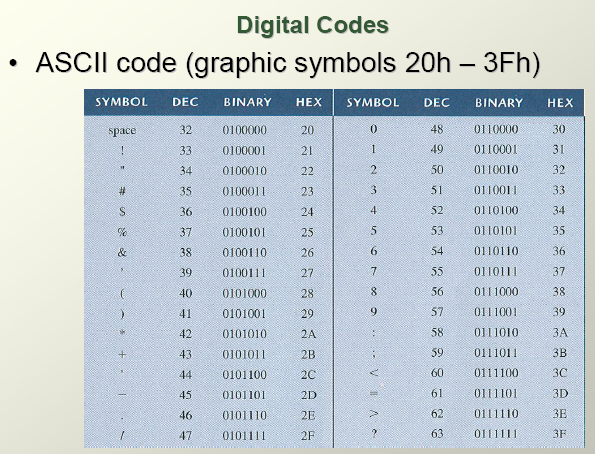 Digital Codes
• ASCII code (graphic symbols 20h – 3Fh)
SYMBOL DEC BINARY HEX SYMBOL DEC BINARY HEX
space 32 0100000 20 0 48 0110000 30
! 33 0100001 21 1 49 0110001 31
" 34 0100010 22 2 50 0110010 32
# 35 0100011 23 3 51 0110011 33
$ 36 0100100 24 4 52 0110100 34
% 37 0100101 25 5 53 0110101 35
& 38 0100110 26 6 54 0110110 36
' 39 0100111 27 7 55 0110111 37
( 40 0101000 28 8 56 0111000 38
) 41 0101001 29 9 57 0111001 39
* 42 0101010 2A : 58 0111010 3A
+ 43 0101011 2B ; 59 0111011 3B
' 44 0101100 2C < 60 0111100 3C
− 45 0101101 2D = 61 0111101 3D
. 46 0101110 2E > 62 0111110 3E
/ 47 0101111 2F ? 63 0111111 3F